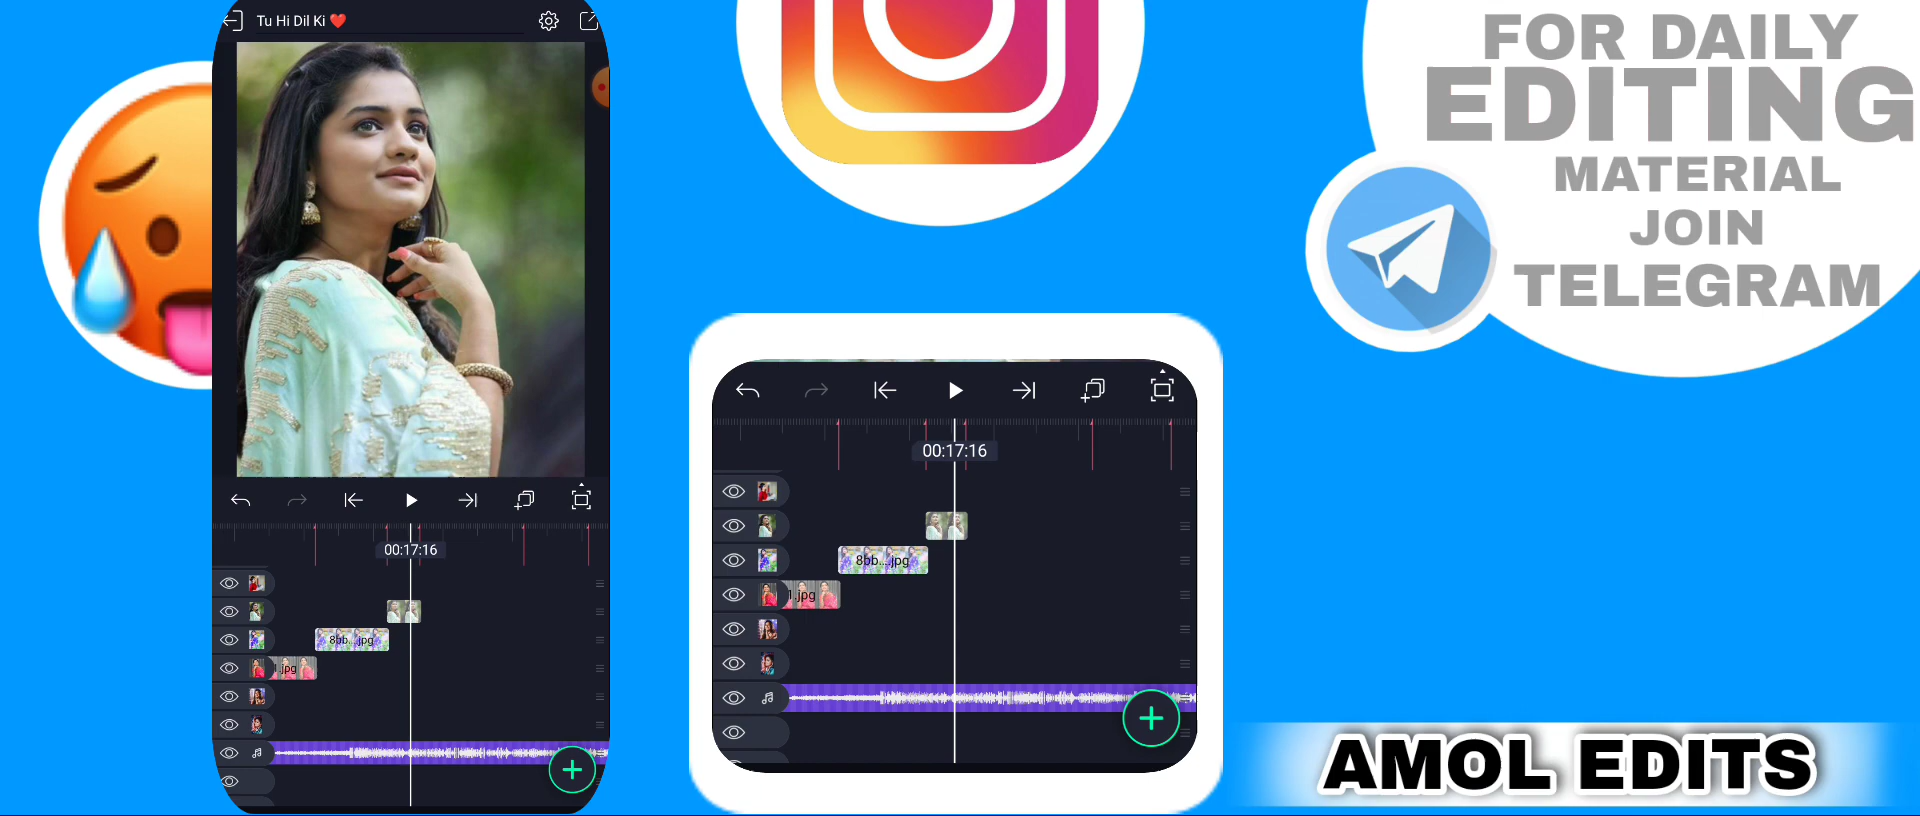 Tu Hi Dil Ki ❤️
00:17:16
8bb...jpg
1.jpg
00:17:16
8bb...jpg
1.jpg
FOR DAILY
EDITING
MATERIAL
JOIN
TELEGRAM
AMOL EDITS